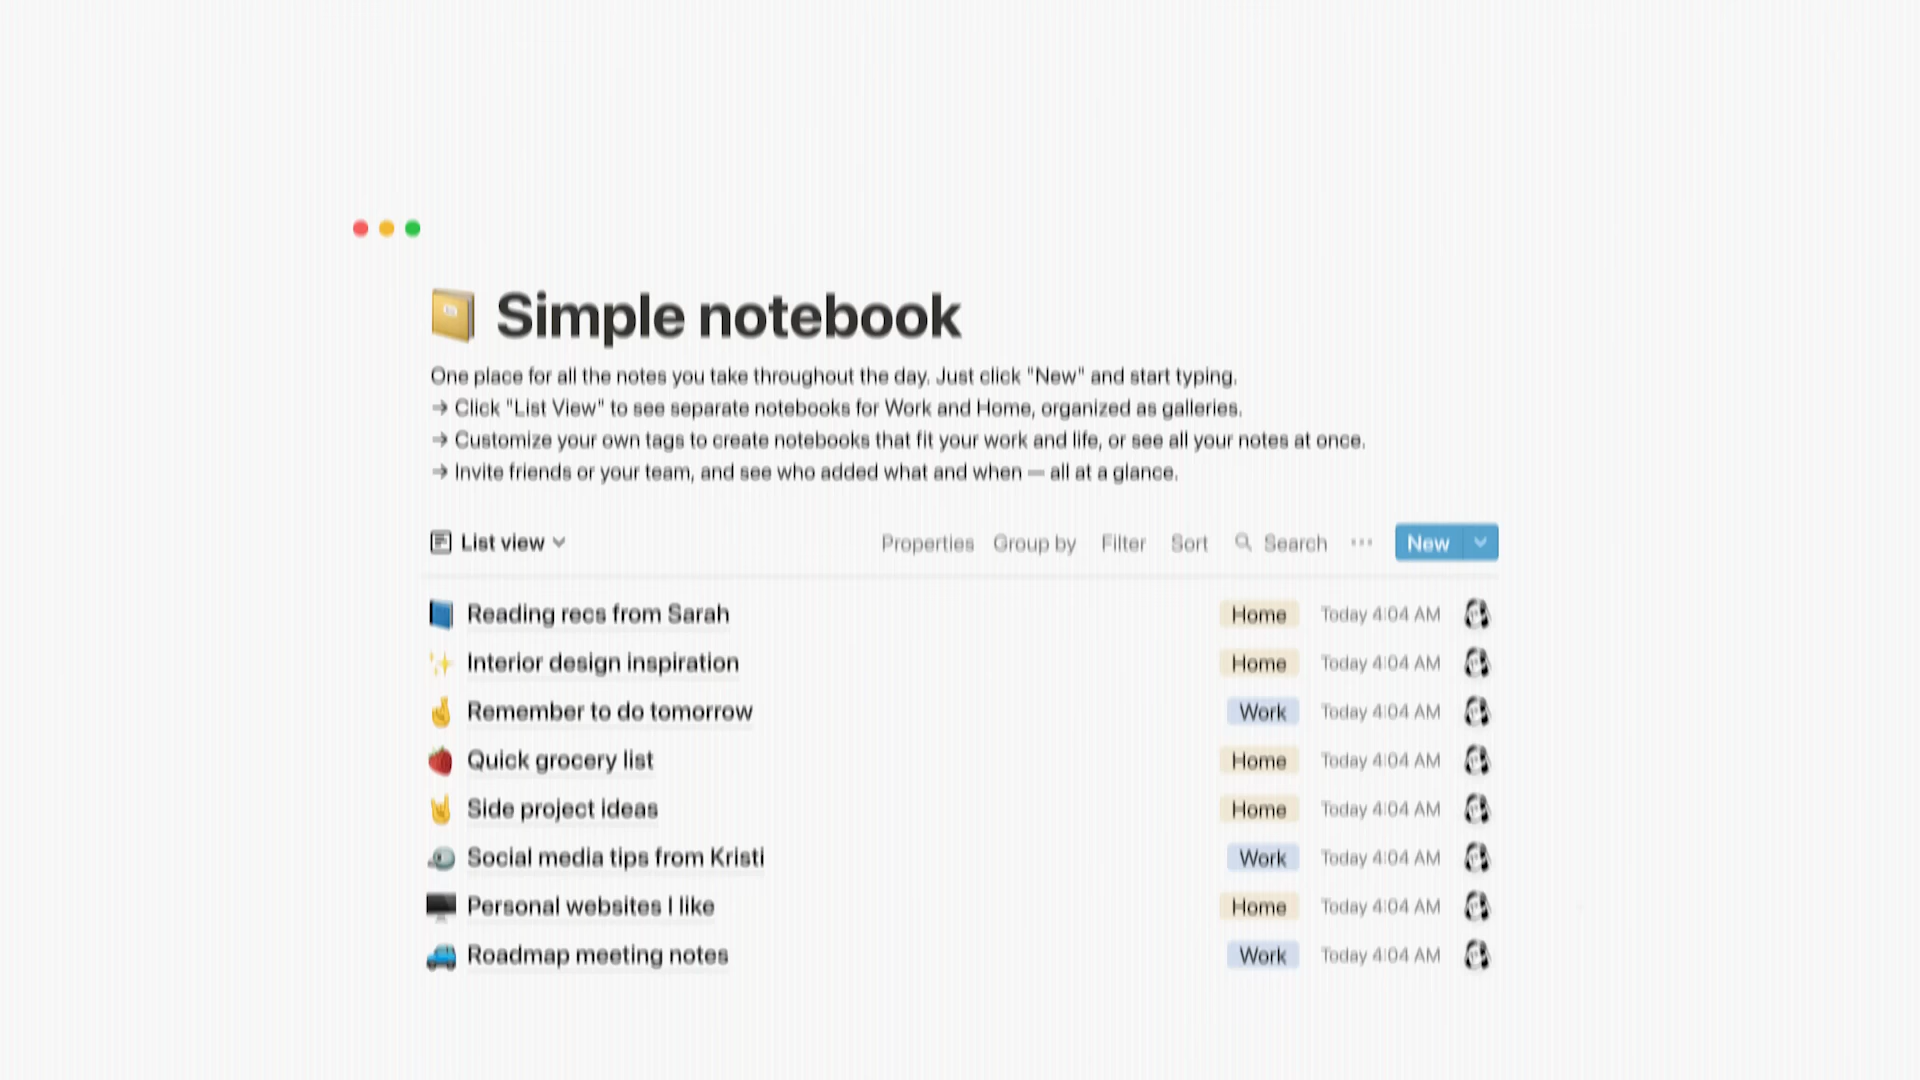 Simple notebook
One place for all the notes you take throughout the day. Just click "New" and start typing.
→ Click "List View" to see separate notebooks for Work and Home, organized as galleries.
→ Customize your own tags to create notebooks that fit your work and life, or see all your notes at once.
→ Invite friends or your team, and see who added what and when — all at a glance.
List view Properties Group by Filter Sort Search ··· New
Reading recs from Sarah Home Today 4:04 AM
Interior design inspiration Home Today 4:04 AM
Remember to do tomorrow Work Today 4:04 AM
Quick grocery list Home Today 4:04 AM
Side project ideas Home Today 4:04 AM
Social media tips from Kristi Work Today 4:04 AM
Personal websites I like Home Today 4:04 AM
Roadmap meeting notes Work Today 4:04 AM